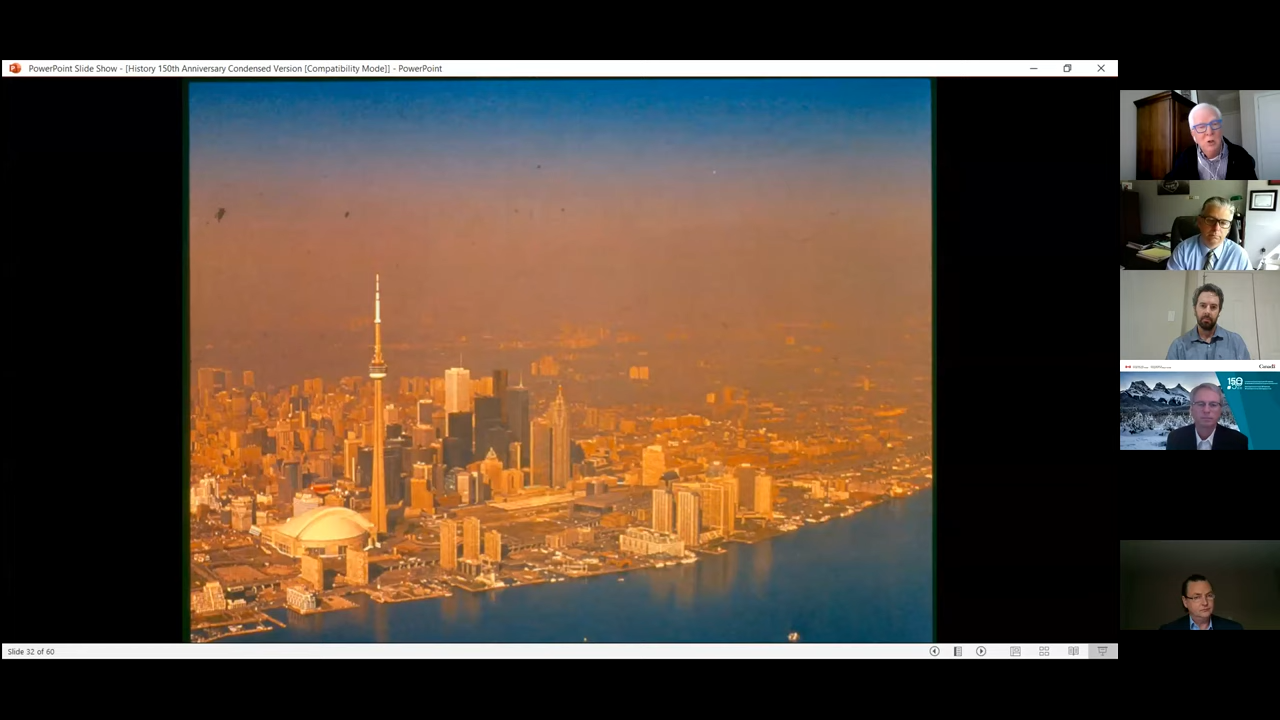 PowerPoint Slide Show - [History 150th Anniversary Condensed Version [Compatibility Mode]] - PowerPoint
Canada
150
Slide 32 of 60